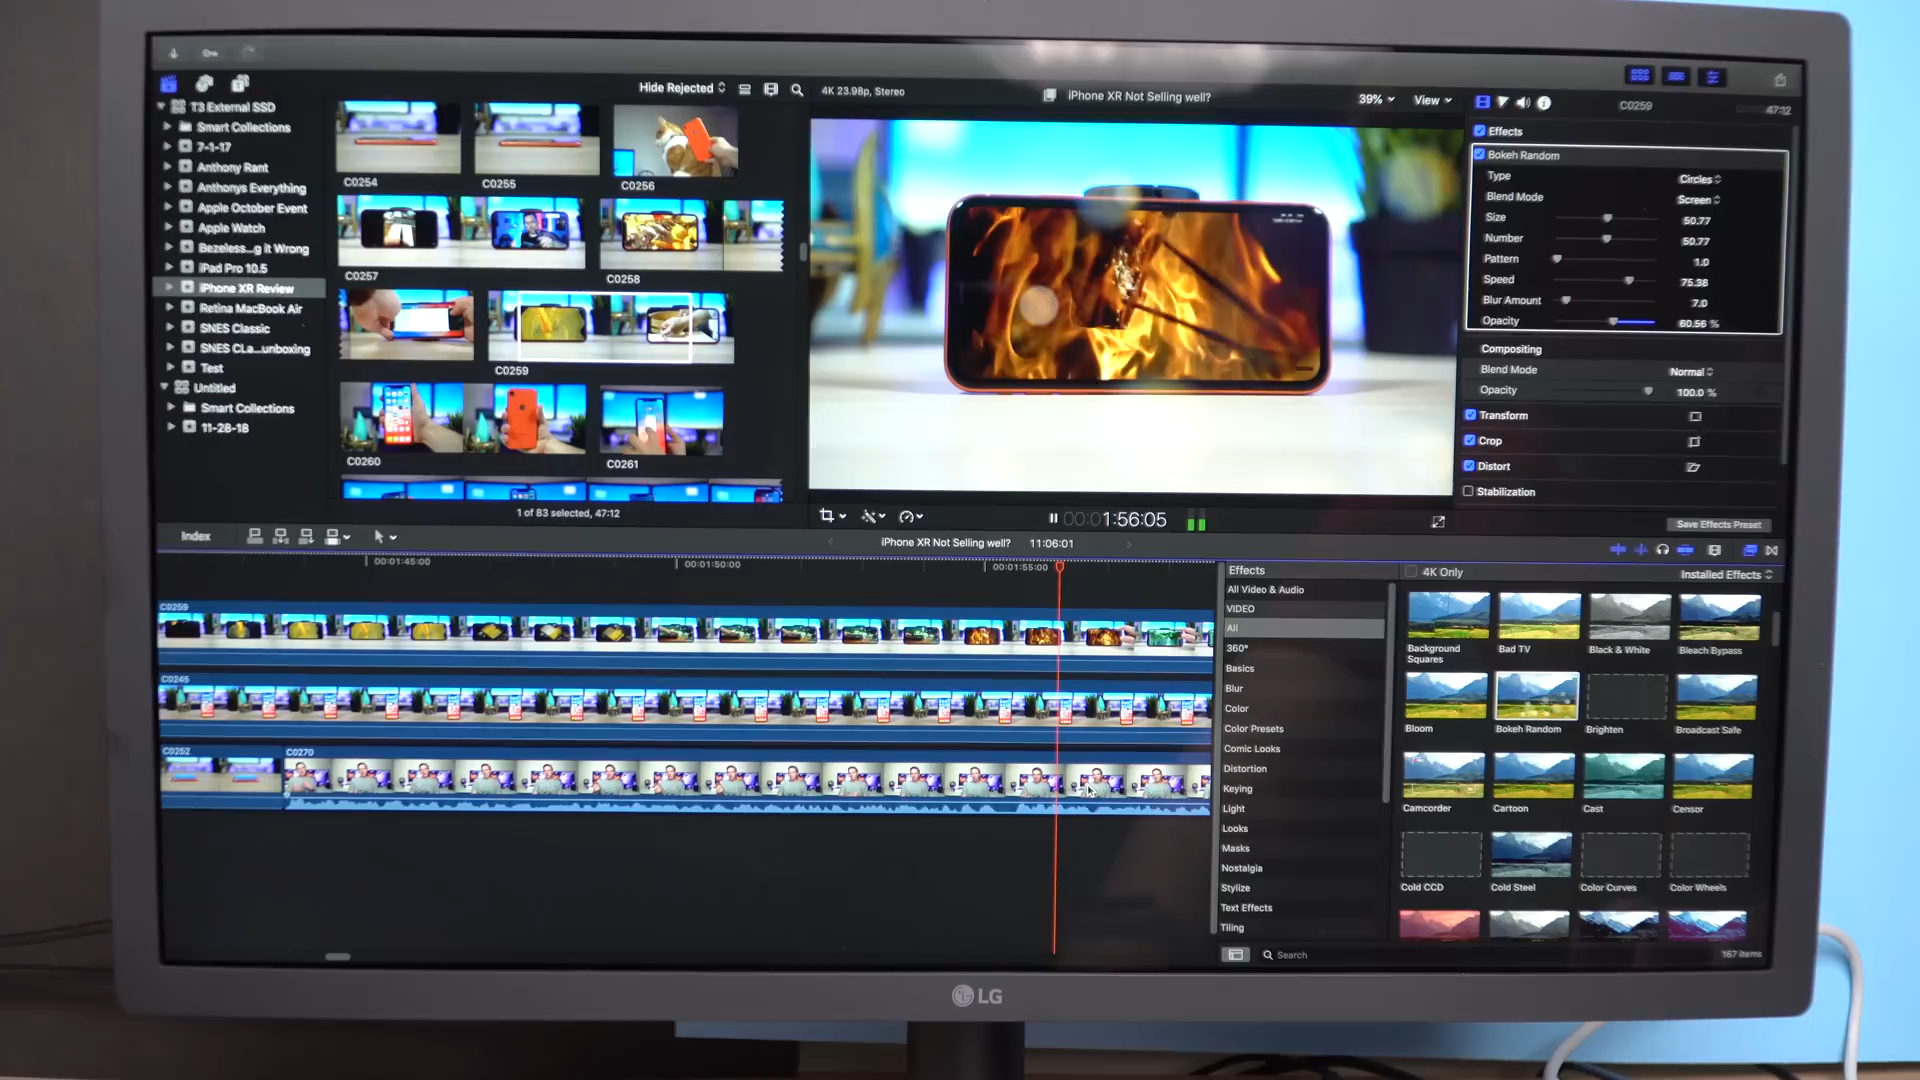 Hide Rejected
4K 23.98p, Stereo
iPhone XR Not Selling well?
39%
View
C0259
47:12
T3 External SSD
Smart Collections
7-1-17
Anthony Rant
Anthonys Everything
Apple October Event
Apple Watch
Bezeless...g it Wrong
iPad Pro 10.5
iPhone XR Review
Retina MacBook Air
SNES Classic
SNES CLa...unboxing
Test
Untitled
Smart Collections
11-28-18
C0254
C0255
C0256
C0257
C0258
C0259
C0260
C0261
1 of 83 selected, 47:12
00:00:1:56:05
Effects
Bokeh Random
Type
Circles
Blend Mode
Screen
Size
50.77
Number
50.77
Pattern
1.0
Speed
75.38
Blur Amount
7.0
Opacity
60.56 %
Compositing
Blend Mode
Normal
Opacity
100.0 %
Transform
Crop
Distort
Stabilization
Save Effects Preset
Index
iPhone XR Not Selling well?
11:06:01
00:01:45:00
00:01:50:00
00:01:55:00
C0259
C0245
C0252
C0270
Effects
4K Only
Installed Effects
All Video & Audio
VIDEO
All
360°
Basics
Blur
Color
Color Presets
Comic Looks
Distortion
Keying
Light
Looks
Masks
Nostalgia
Stylize
Text Effects
Tiling
Background
Squares
Bad TV
Black & White
Bleach Bypass
Bloom
Bokeh Random
Brighten
Broadcast Safe
Camcorder
Cartoon
Cast
Censor
Cold CCD
Cold Steel
Color Curves
Color Wheels
Search
167 items
LG